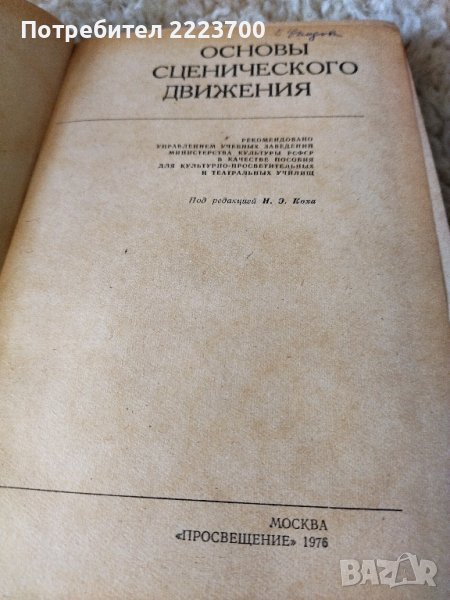 Потребител 2223700
ОСНОВЫ
СЦЕНИЧЕСКОГО
ДВИЖЕНИЯ
РЕКОМЕНДОВАНО
УПРАВЛЕНИЕМ УЧЕБНЫХ ЗАВЕДЕНИЙ
МИНИСТЕРСТВА КУЛЬТУРЫ РСФСР
В КАЧЕСТВЕ ПОСОБИЯ
ДЛЯ КУЛЬТУРНО-ПРОСВЕТИТЕЛЬНЫХ
И ТЕАТРАЛЬНЫХ УЧИЛИЩ
Под редакцией И. Э. Коха
МОСКВА
«ПРОСВЕЩЕНИЕ» 1976
BAZAR